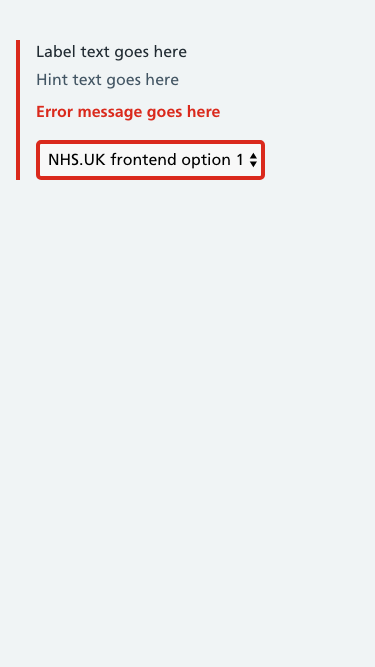 Label text goes here
Hint text goes here
Error message goes here
NHS.UK frontend option 1